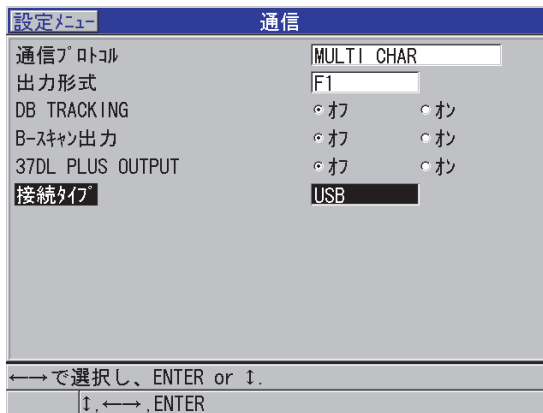 設定ﾒﾆｭｰ 通信
通信ﾌﾟﾛﾄｺﾙ MULTI CHAR
出力形式 F1
DB TRACKING ｵﾌ ｵﾝ
B-ｽｷｬﾝ出力 ｵﾌ ｵﾝ
37DL PLUS OUTPUT ｵﾌ ｵﾝ
接続ﾀｲﾌﾟ USB
←→で選択し、ENTER or ↕.
↕,←→,ENTER